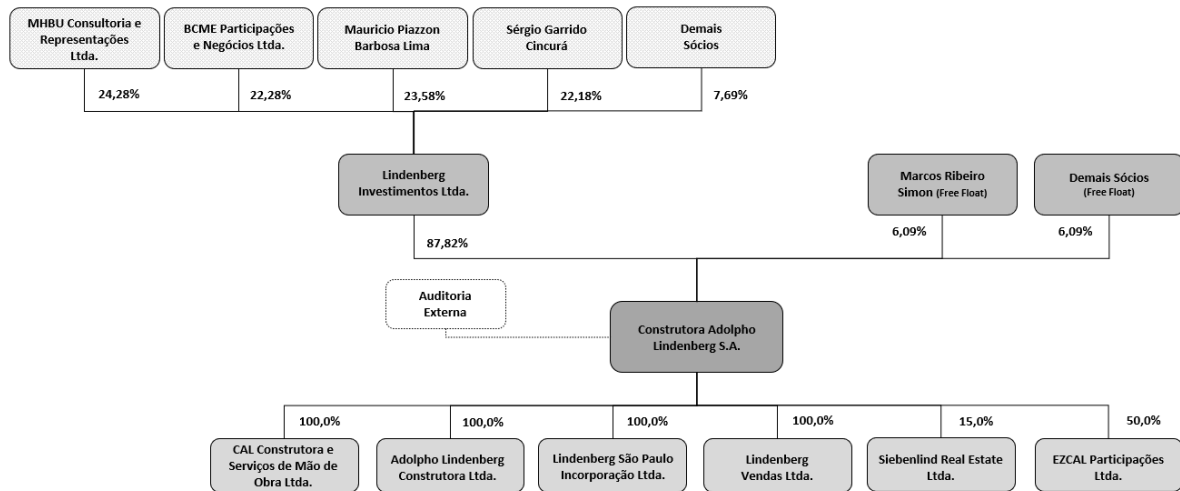 MHBU Consultoria e
Representações
Ltda.
BCME Participações
e Negócios Ltda.
Mauricio Piazzon
Barbosa Lima
Sérgio Garrido
Cincurá
Demais
Sócios
24,28%
22,28%
23,58%
22,18%
7,69%
Lindenberg
Investimentos Ltda.
Marcos Ribeiro
Simon (Free Float)
Demais Sócios
(Free Float)
87,82%
6,09%
6,09%
Auditoria
Externa
Construtora Adolpho
Lindenberg S.A.
100,0%
100,0%
100,0%
100,0%
15,0%
50,0%
CAL Construtora e
Serviços de Mão de
Obra Ltda.
Adolpho Lindenberg
Construtora Ltda.
Lindenberg São Paulo
Incorporação Ltda.
Lindenberg
Vendas Ltda.
Siebenlind Real Estate
Ltda.
EZCAL Participações
Ltda.